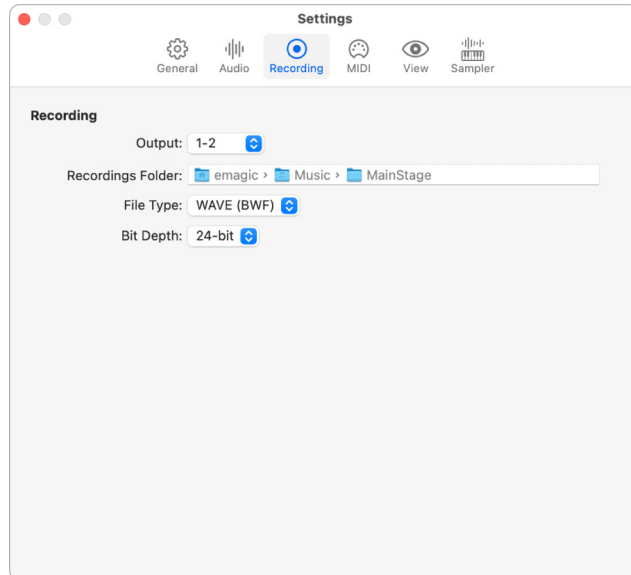 Settings
General Audio Recording MIDI View Sampler
Recording
Output: 1-2
Recordings Folder: emagic › Music › MainStage
File Type: WAVE (BWF)
Bit Depth: 24-bit